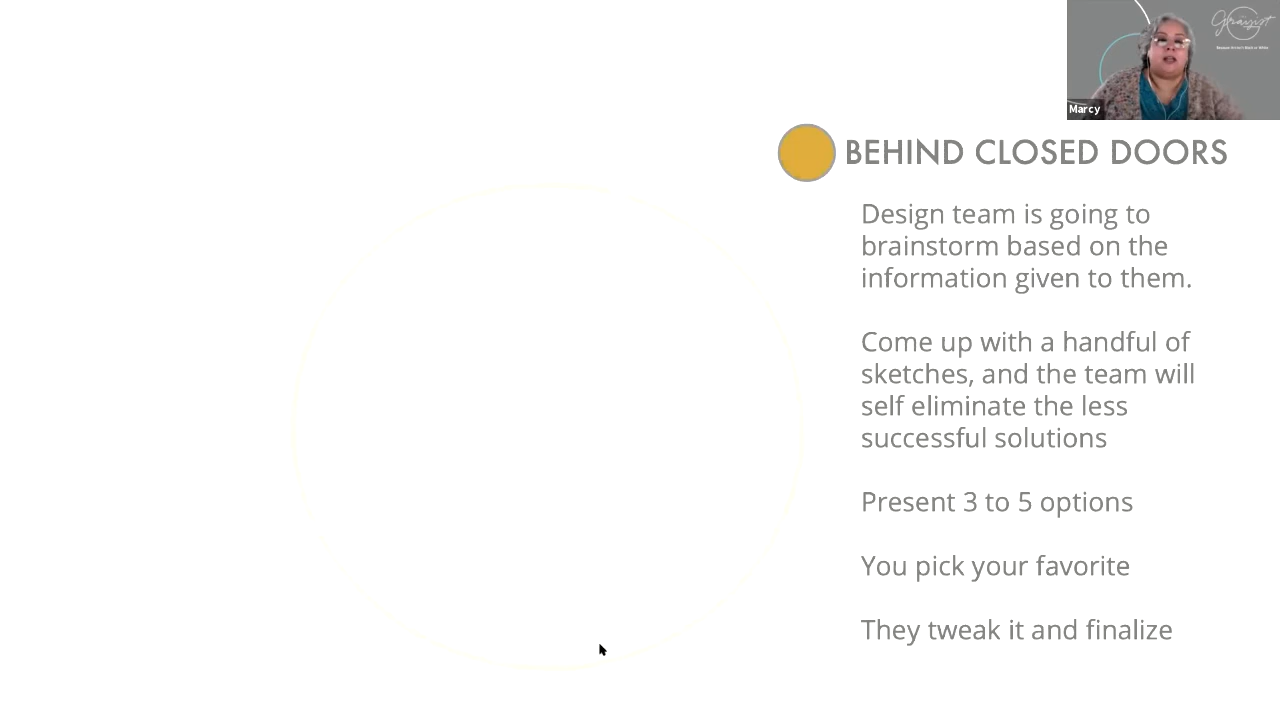 Grayist
Marcy
BEHIND CLOSED DOORS
Design team is going to
brainstorm based on the
information given to them.
Come up with a handful of
sketches, and the team will
self eliminate the less
successful solutions
Present 3 to 5 options
You pick your favorite
They tweak it and finalize